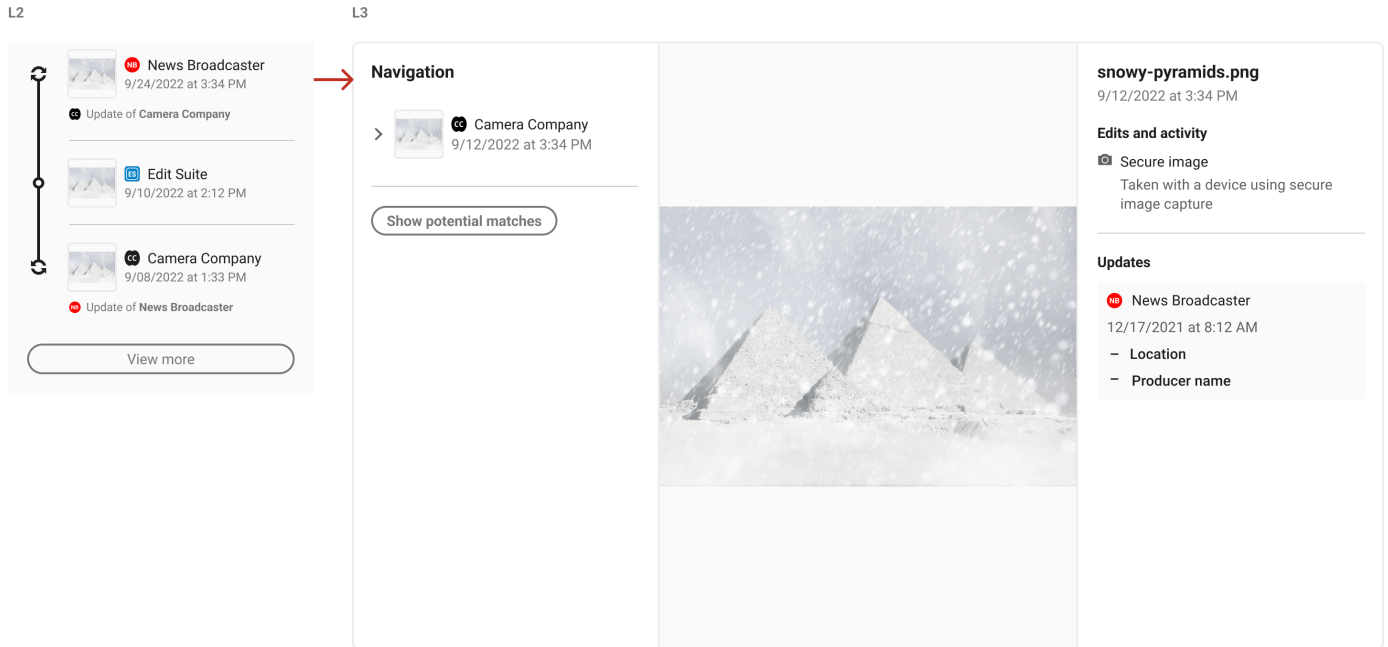 L2
NB News Broadcaster
9/24/2022 at 3:34 PM
CC Update of Camera Company
ES Edit Suite
9/10/2022 at 2:12 PM
CC Camera Company
9/08/2022 at 1:33 PM
NB Update of News Broadcaster
View more
L3
Navigation
CC Camera Company
9/12/2022 at 3:34 PM
Show potential matches
snowy-pyramids.png
9/12/2022 at 3:34 PM
Edits and activity
Secure image
Taken with a device using secure
image capture
Updates
NB News Broadcaster
12/17/2021 at 8:12 AM
– Location
– Producer name